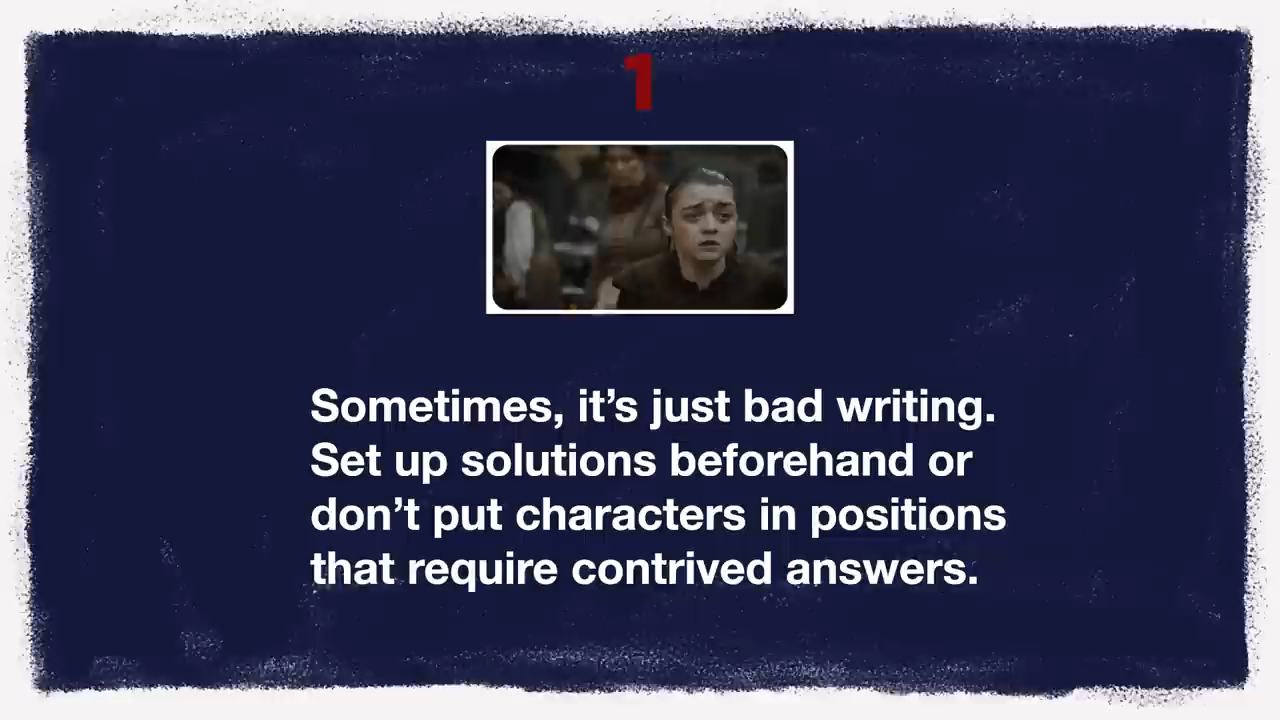 1
Sometimes, it’s just bad writing.
Set up solutions beforehand or
don’t put characters in positions
that require contrived answers.